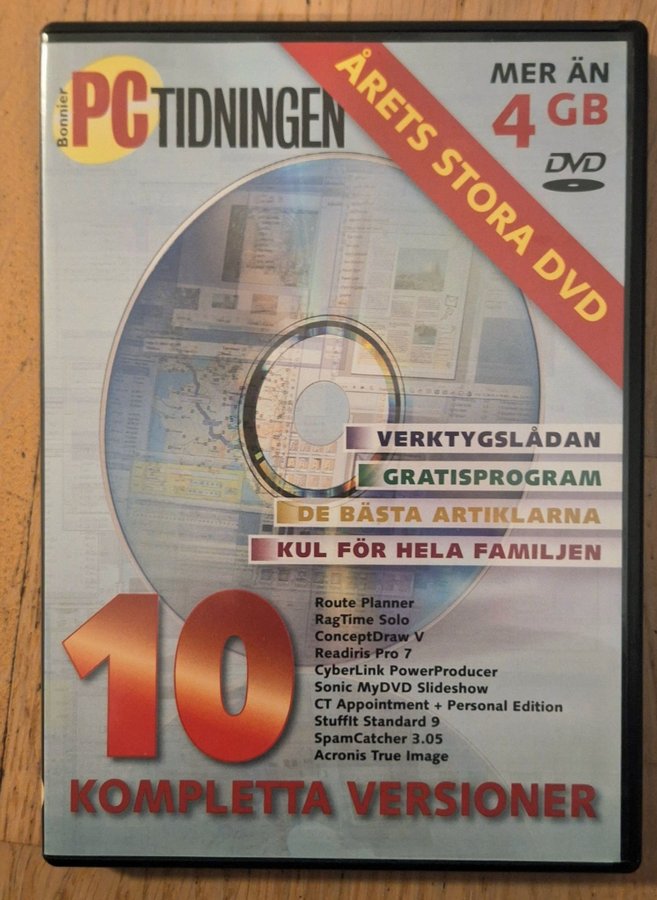 Bonnier
PCTIDNINGEN
ÅRETS STORA DVD
MER ÄN
4 GB
DVD
VERKTYGSLÅDAN
GRATISPROGRAM
DE BÄSTA ARTIKLARNA
KUL FÖR HELA FAMILJEN
10
Route Planner
RagTime Solo
ConceptDraw V
Readiris Pro 7
CyberLink PowerProducer
Sonic MyDVD Slideshow
CT Appointment + Personal Edition
StuffIt Standard 9
SpamCatcher 3.05
Acronis True Image
KOMPLETTA VERSIONER